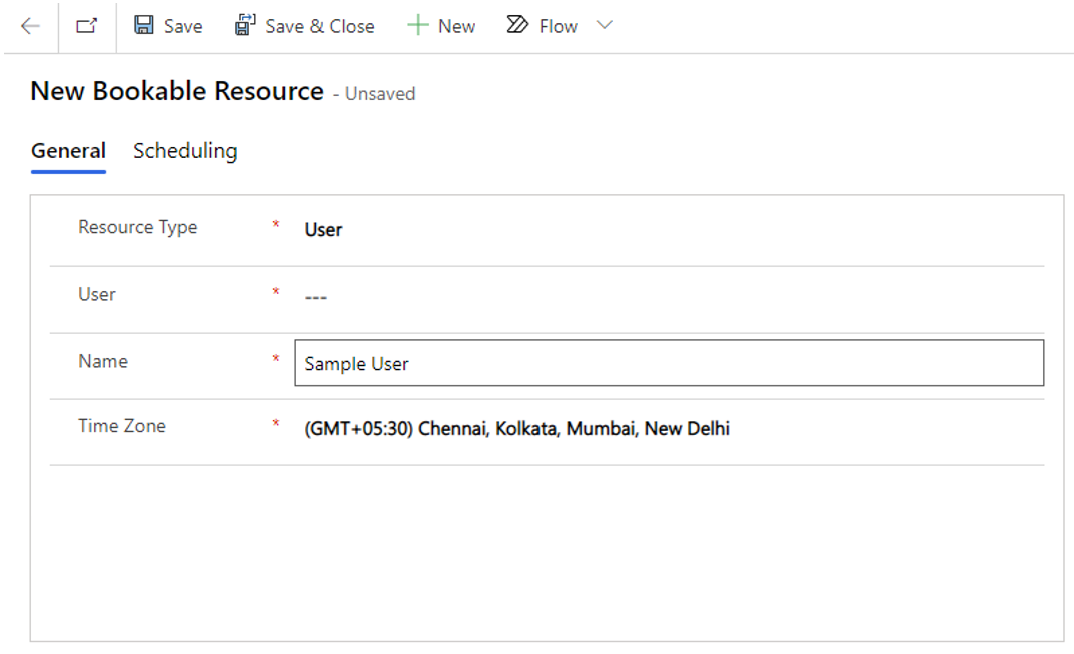 Save Save & Close New Flow
New Bookable Resource - Unsaved
General Scheduling
Resource Type * User
User * ---
Name * Sample User
Time Zone * (GMT+05:30) Chennai, Kolkata, Mumbai, New Delhi